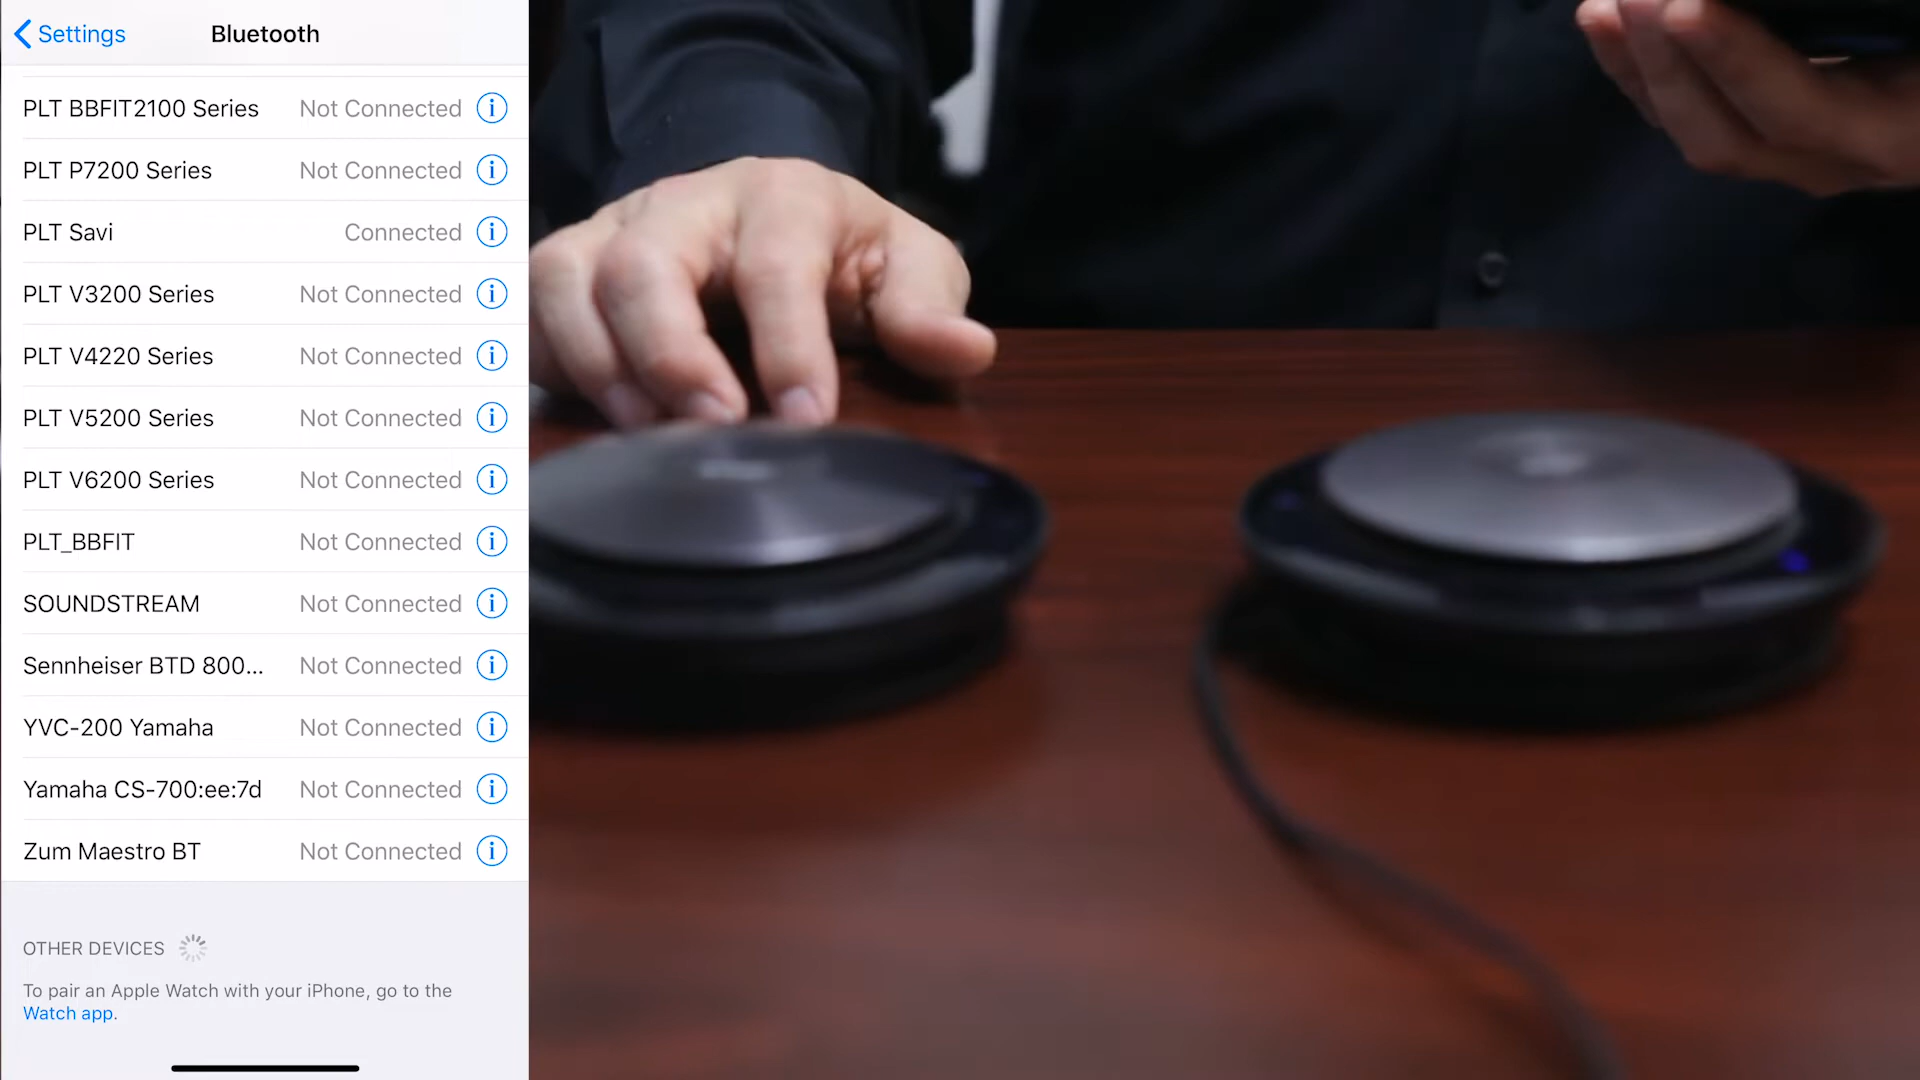 Settings
Bluetooth
PLT BBFIT2100 Series Not Connected i
PLT P7200 Series Not Connected i
PLT Savi Connected i
PLT V3200 Series Not Connected i
PLT V4220 Series Not Connected i
PLT V5200 Series Not Connected i
PLT V6200 Series Not Connected i
PLT_BBFIT Not Connected i
SOUNDSTREAM Not Connected i
Sennheiser BTD 800... Not Connected i
YVC-200 Yamaha Not Connected i
Yamaha CS-700:ee:7d Not Connected i
Zum Maestro BT Not Connected i
OTHER DEVICES
To pair an Apple Watch with your iPhone, go to the
Watch app.